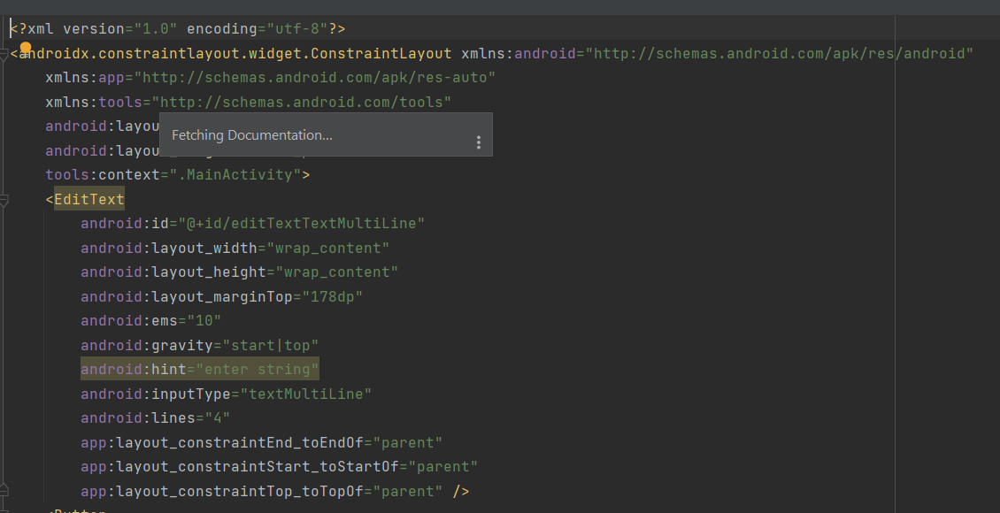 <?xml version="1.0" encoding="utf-8"?>
<androidx.constraintlayout.widget.ConstraintLayout xmlns:android="http://schemas.android.com/apk/res/android"
    xmlns:app="http://schemas.android.com/apk/res-auto"
    xmlns:tools="http://schemas.android.com/tools"
    android:layou
Fetching Documentation...
    android:layou
    tools:context=".MainActivity">
    <EditText
        android:id="@+id/editTextTextMultiLine"
        android:layout_width="wrap_content"
        android:layout_height="wrap_content"
        android:layout_marginTop="178dp"
        android:ems="10"
        android:gravity="start|top"
        android:hint="enter string"
        android:inputType="textMultiLine"
        android:lines="4"
        app:layout_constraintEnd_toEndOf="parent"
        app:layout_constraintStart_toStartOf="parent"
        app:layout_constraintTop_toTopOf="parent" />